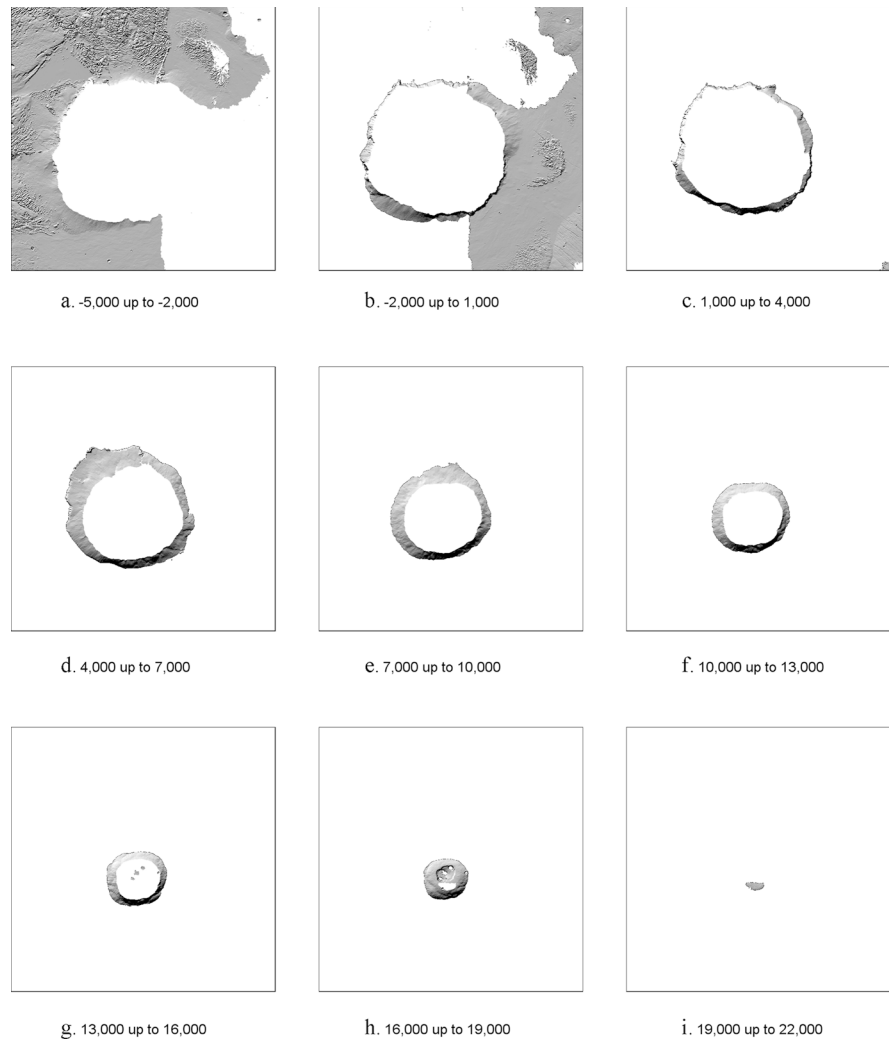 a. -5,000 up to -2,000
b. -2,000 up to 1,000
c. 1,000 up to 4,000
d. 4,000 up to 7,000
e. 7,000 up to 10,000
f. 10,000 up to 13,000
g. 13,000 up to 16,000
h. 16,000 up to 19,000
i. 19,000 up to 22,000